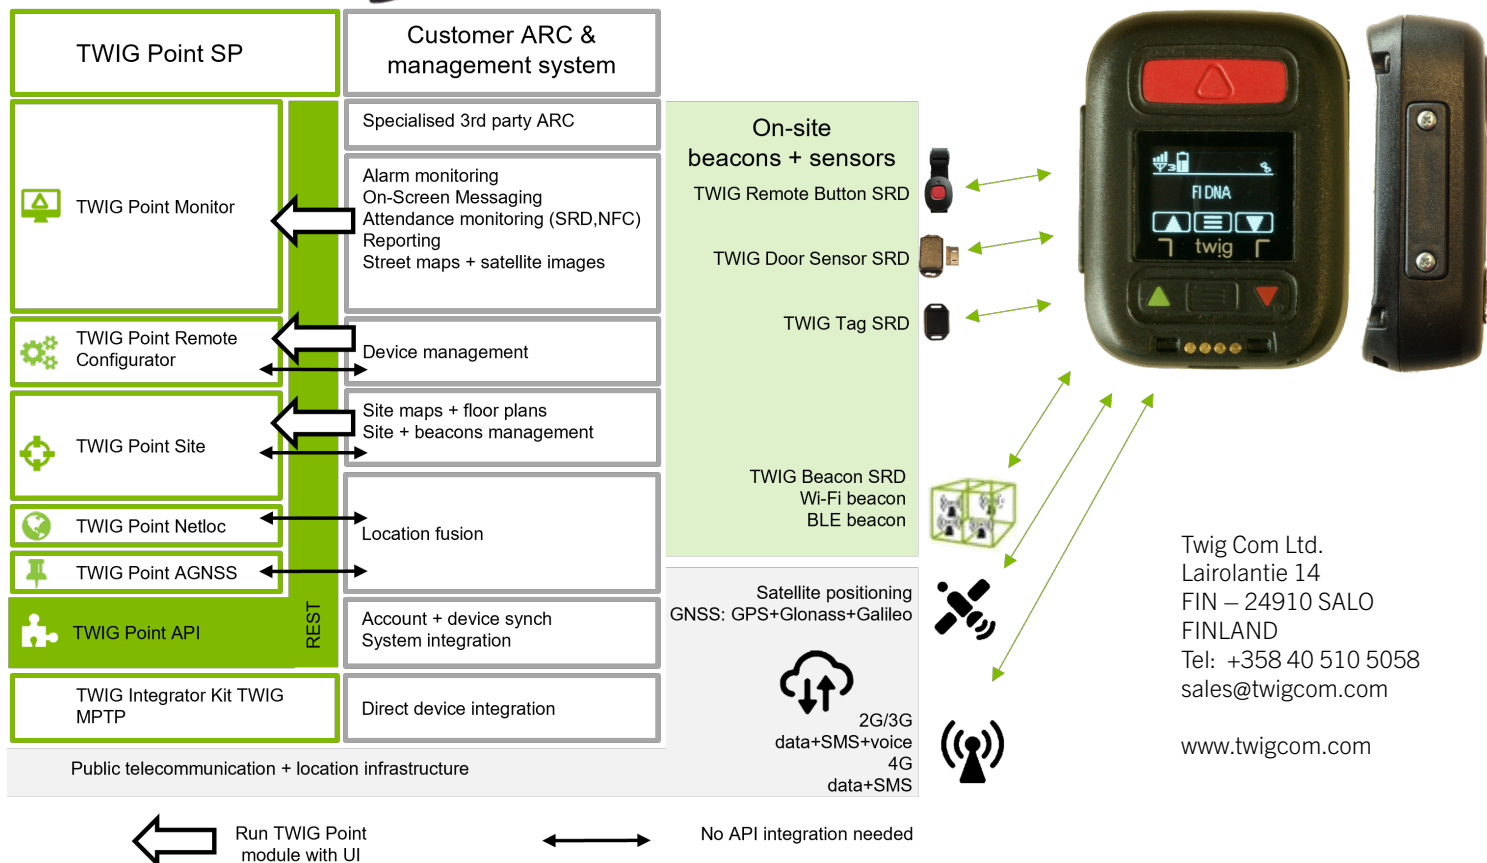 TWIG Point SP
Customer ARC &
management system
TWIG Point Monitor
Specialised 3rd party ARC
Alarm monitoring
On-Screen Messaging
Attendance monitoring (SRD,NFC)
Reporting
Street maps + satellite images
TWIG Point Remote
Configurator
Device management
TWIG Point Site
Site maps + floor plans
Site + beacons management
TWIG Point Netloc
Location fusion
TWIG Point AGNSS
TWIG Point API
REST
Account + device synch
System integration
TWIG Integrator Kit TWIG
MPTP
Direct device integration
Public telecommunication + location infrastructure
On-site
beacons + sensors
TWIG Remote Button SRD
TWIG Door Sensor SRD
TWIG Tag SRD
TWIG Beacon SRD
Wi-Fi beacon
BLE beacon
Satellite positioning
GNSS: GPS+Glonass+Galileo
2G/3G
data+SMS+voice
4G
data+SMS
3
FI DNA
twig
Twig Com Ltd.
Lairolantie 14
FIN – 24910 SALO
FINLAND
Tel: +358 40 510 5058
sales@twigcom.com
www.twigcom.com
Run TWIG Point
module with UI
No API integration needed